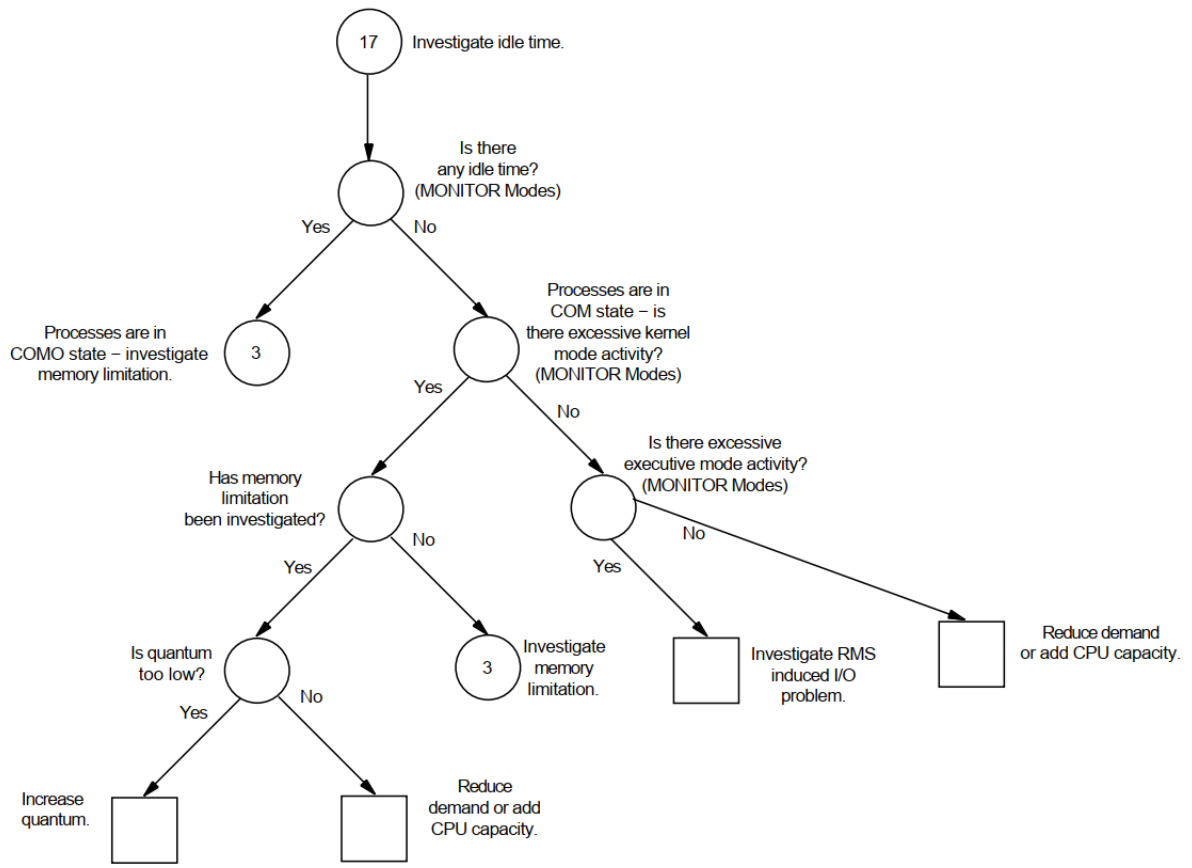 17
Investigate idle time.
Is there
any idle time?
(MONITOR Modes)
Yes
No
Processes are in
COMO state − investigate
memory limitation.
3
Processes are in
COM state − is
there excessive kernel
mode activity?
(MONITOR Modes)
Yes
No
Has memory
limitation
been investigated?
Is there excessive
executive mode activity?
(MONITOR Modes)
Yes
No
Yes
No
Is quantum
too low?
3
Investigate
memory
limitation.
Investigate RMS
induced I/O
problem.
Reduce demand
or add CPU capacity.
Yes
No
Increase
quantum.
Reduce
demand or add
CPU capacity.